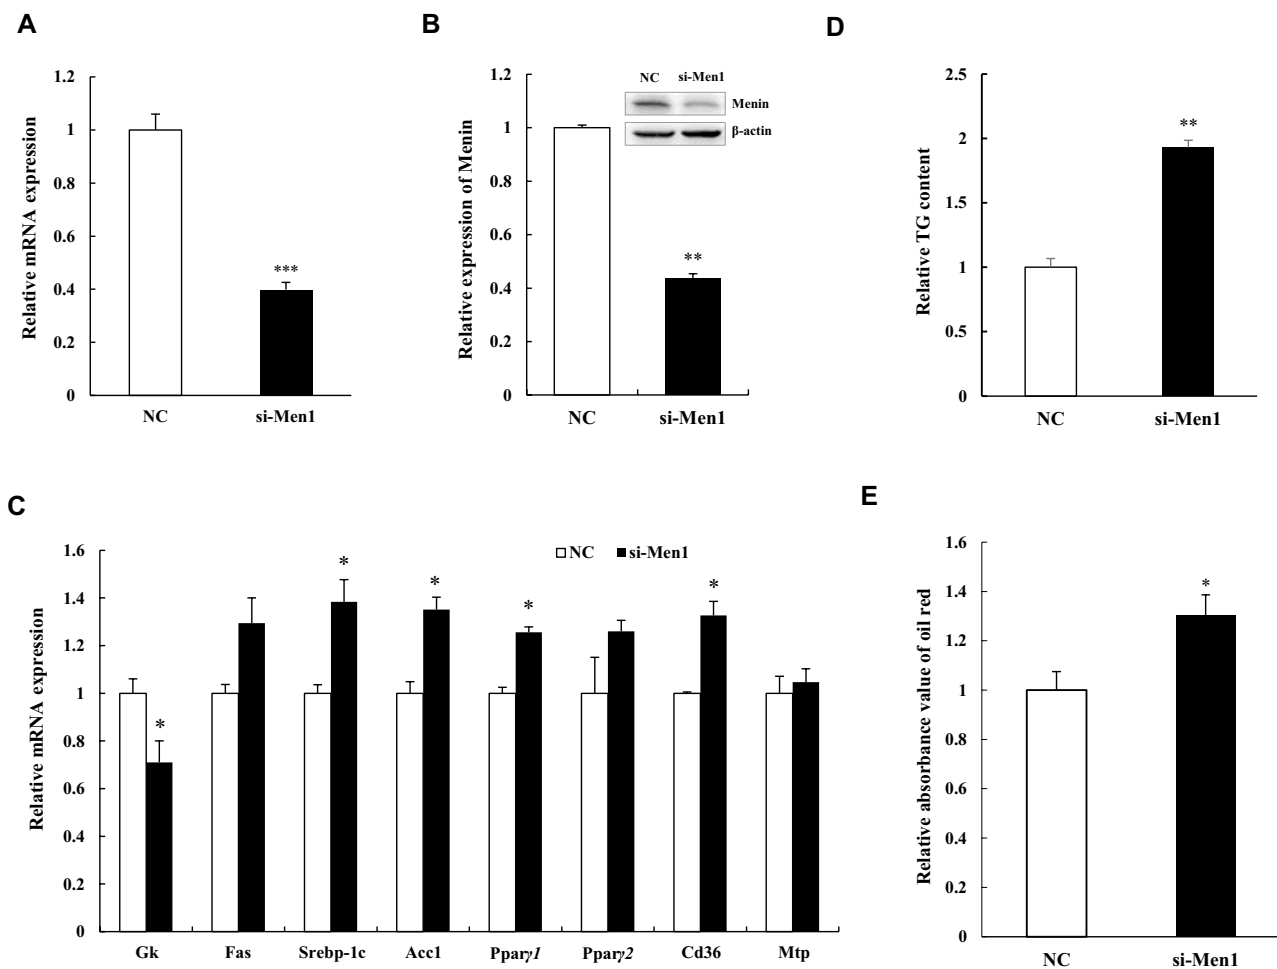 A
Relative mRNA expression
1.2
1
0.8
0.6
0.4
0.2
0
***
NC
si-Men1
B
Relative expression of Menin
1.2
1
0.8
0.6
0.4
0.2
0
NC
si-Men1
Menin
β-actin
**
NC
si-Men1
D
Relative TG content
2.5
2
1.5
1
0.5
0
**
NC
si-Men1
C
Relative mRNA expression
1.6
1.4
1.2
1
0.8
0.6
0.4
0.2
0
NC
si-Men1
*
*
*
*
*
Gk
Fas
Srebp-1c
Acc1
Pparγ1
Pparγ2
Cd36
Mtp
E
Relative absorbance value of oil red
1.6
1.4
1.2
1
0.8
0.6
0.4
0.2
0
*
NC
si-Men1